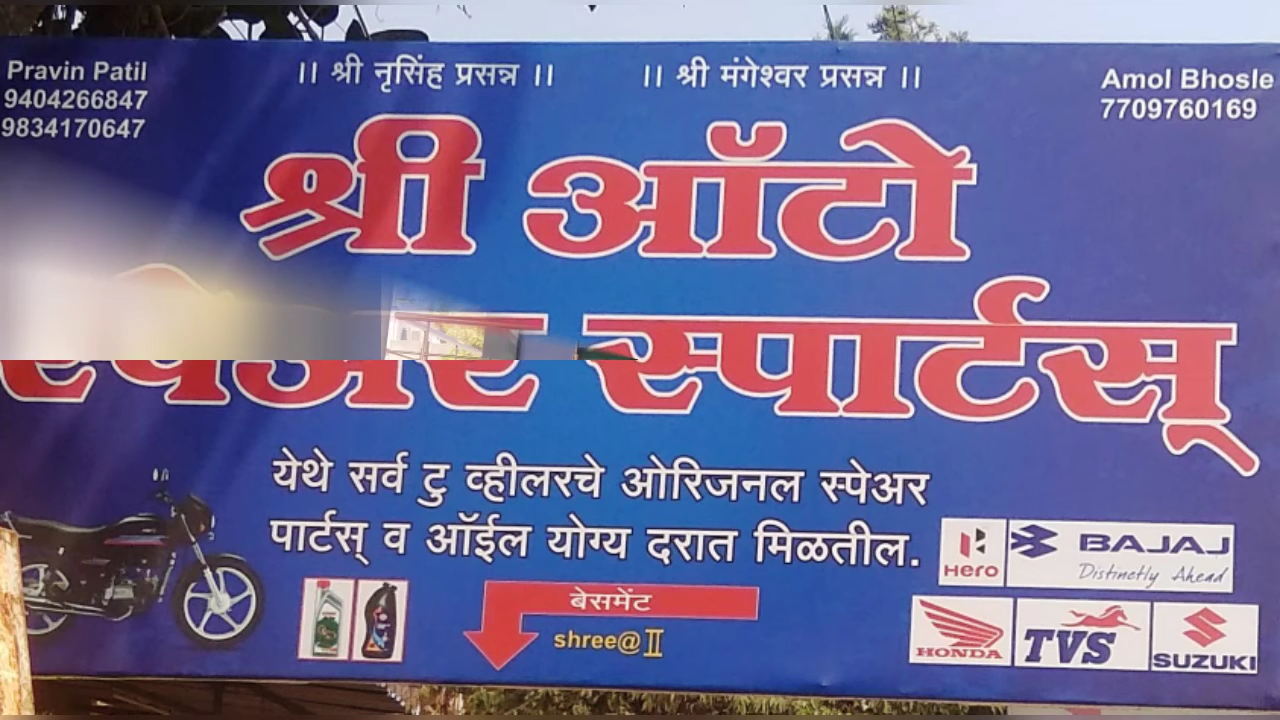 Pravin Patil
9404266847
9834170647
।। श्री नृसिंह प्रसन्न ।।
।। श्री मंगेश्वर प्रसन्न ।।
Amol Bhosle
7709760169
श्री ऑटो
स्पार्टस्
येथे सर्व टु व्हीलरचे ओरिजनल स्पेअर
पार्टस् व ऑईल योग्य दरात मिळतील.
Hero
BAJAJ
Distinctly Ahead
बेसमेंट
shree@II
HONDA
TVS
SUZUKI